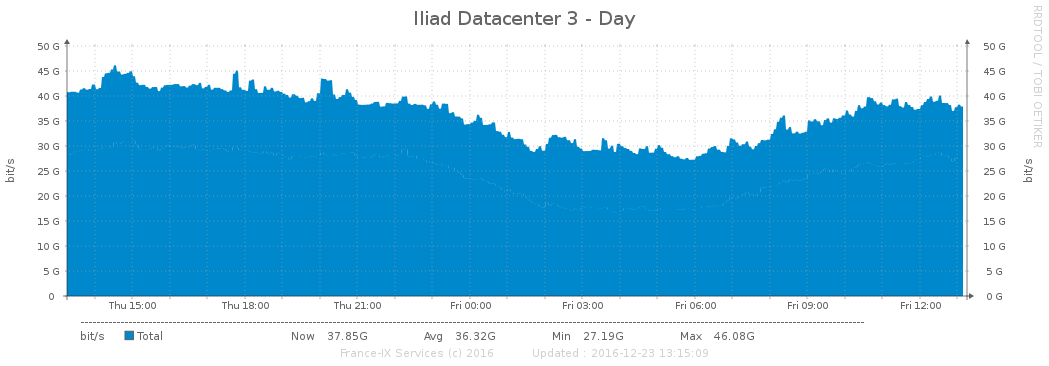 Iliad Datacenter 3 - Day
RRDTOOL / TOBI OETIKER
50 G 50 G
45 G 45 G
40 G 40 G
35 G 35 G
30 G 30 G
25 G 25 G
20 G 20 G
15 G 15 G
10 G 10 G
5 G 5 G
0 0 G
bit/s bit/s
Thu 15:00 Thu 18:00 Thu 21:00 Fri 00:00 Fri 03:00 Fri 06:00 Fri 09:00 Fri 12:00
bit/s Total Now 37.85G Avg 36.32G Min 27.19G Max 46.08G
France-IX Services (c) 2016 Updated : 2016-12-23 13:15:09